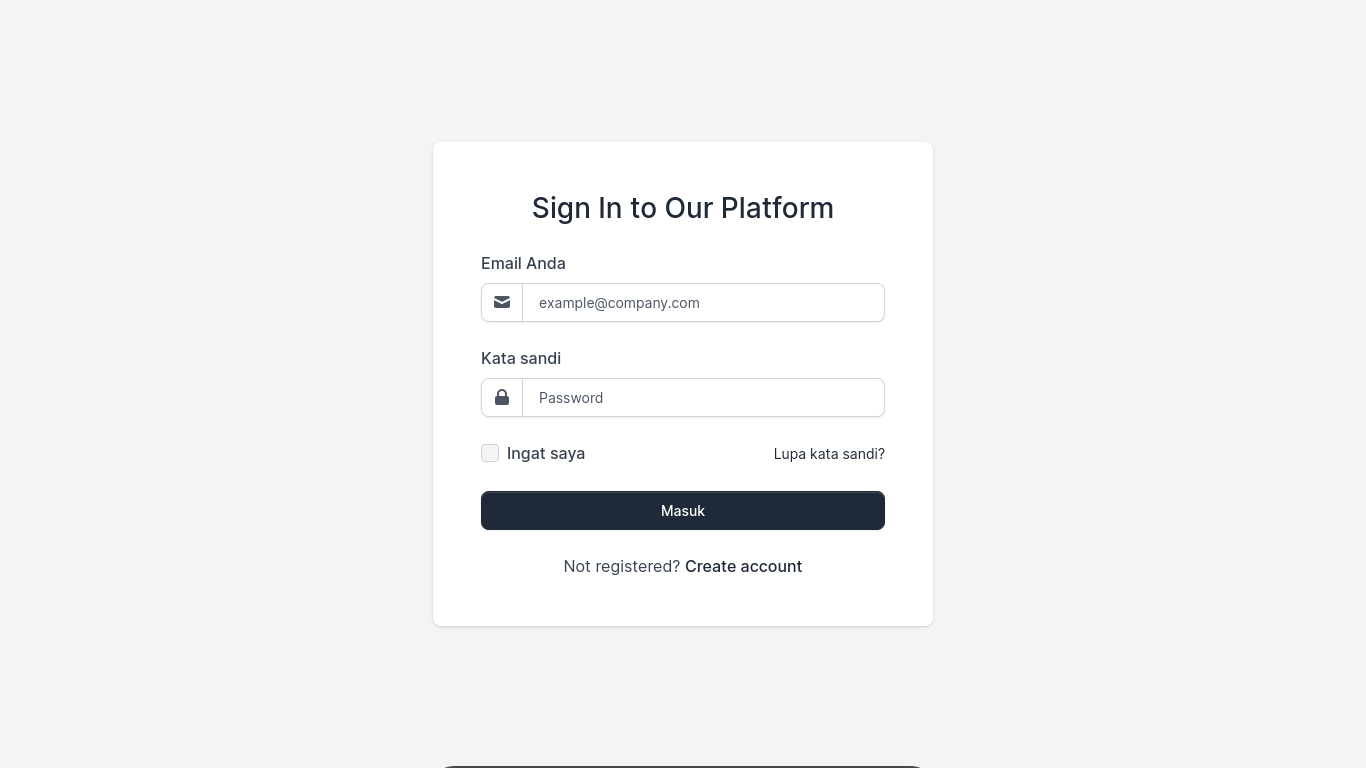 Sign In to Our Platform
Email Anda
example@company.com
Kata sandi
Password
Ingat saya
Lupa kata sandi?
Masuk
Not registered? Create account